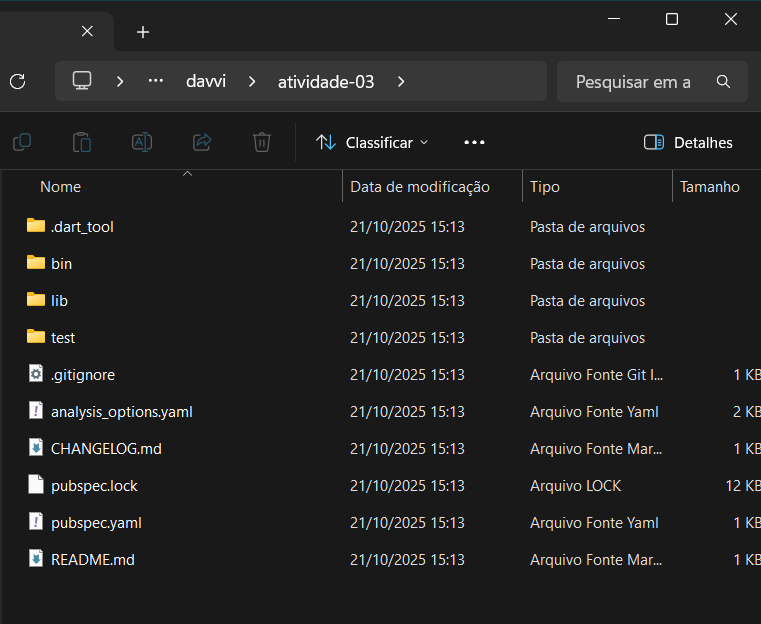 davvi > atividade-03 >
Pesquisar em a
Classificar
Detalhes
Nome Data de modificação Tipo Tamanho
.dart_tool 21/10/2025 15:13 Pasta de arquivos
bin 21/10/2025 15:13 Pasta de arquivos
lib 21/10/2025 15:13 Pasta de arquivos
test 21/10/2025 15:13 Pasta de arquivos
.gitignore 21/10/2025 15:13 Arquivo Fonte Git I... 1 KB
analysis_options.yaml 21/10/2025 15:13 Arquivo Fonte Yaml 2 KB
CHANGELOG.md 21/10/2025 15:13 Arquivo Fonte Mar... 1 KB
pubspec.lock 21/10/2025 15:13 Arquivo LOCK 12 KB
pubspec.yaml 21/10/2025 15:13 Arquivo Fonte Yaml 1 KB
README.md 21/10/2025 15:13 Arquivo Fonte Mar... 1 KB